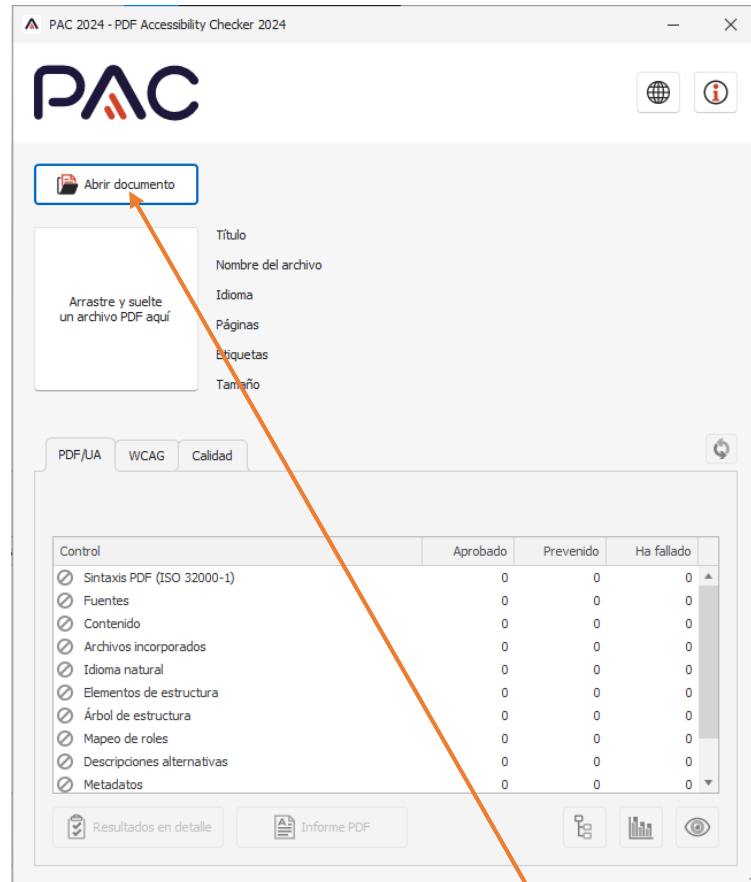 PAC 2024 - PDF Accessibility Checker 2024
PAC
Abrir documento
Arrastre y suelte
un archivo PDF aquí
Título
Nombre del archivo
Idioma
Páginas
Etiquetas
Tamaño
PDF/UA WCAG Calidad
Control Aprobado Prevenido Ha fallado
Sintaxis PDF (ISO 32000-1) 0 0 0
Fuentes 0 0 0
Contenido 0 0 0
Archivos incorporados 0 0 0
Idioma natural 0 0 0
Elementos de estructura 0 0 0
Árbol de estructura 0 0 0
Mapeo de roles 0 0 0
Descripciones alternativas 0 0 0
Metadatos 0 0 0
Resultados en detalle Informe PDF